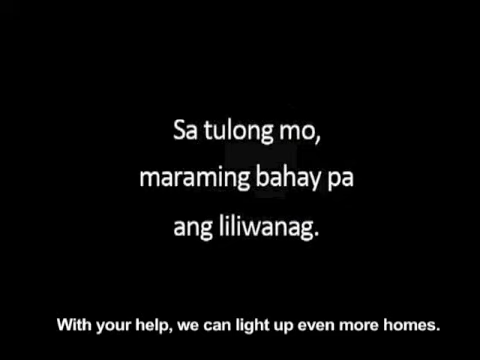 Sa tulong mo,
maraming bahay pa
ang liliwanag.
With your help, we can light up even more homes.